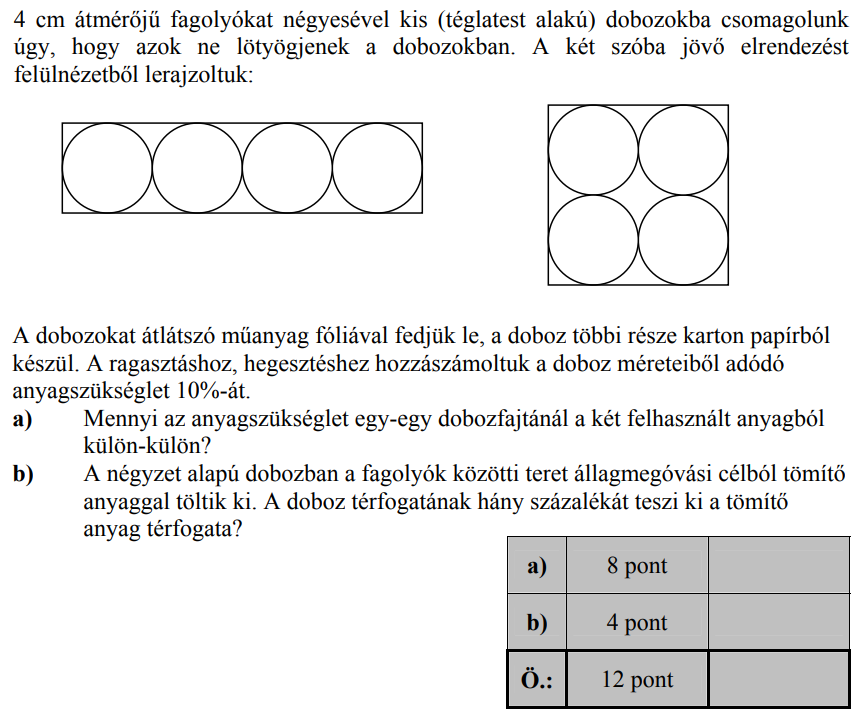 4 cm átmérőjű fagolyókat négyesével kis (téglatest alakú) dobozokba csomagolunk
úgy, hogy azok ne lötyögjenek a dobozokban. A két szóba jövő elrendezést
felülnézetből lerajzoltuk:
A dobozokat átlátszó műanyag fóliával fedjük le, a doboz többi része karton papírból
készül. A ragasztáshoz, hegesztéshez hozzászámoltuk a doboz méreteiből adódó
anyagszükséglet 10%-át.
a) Mennyi az anyagszükséglet egy-egy dobozfajtánál a két felhasznált anyagból
külön-külön?
b) A négyzet alapú dobozban a fagolyók közötti teret állagmegóvási célból tömítő
anyaggal töltik ki. A doboz térfogatának hány százalékát teszi ki a tömítő
anyag térfogata?
a) 8 pont
b) 4 pont
Ö.: 12 pont